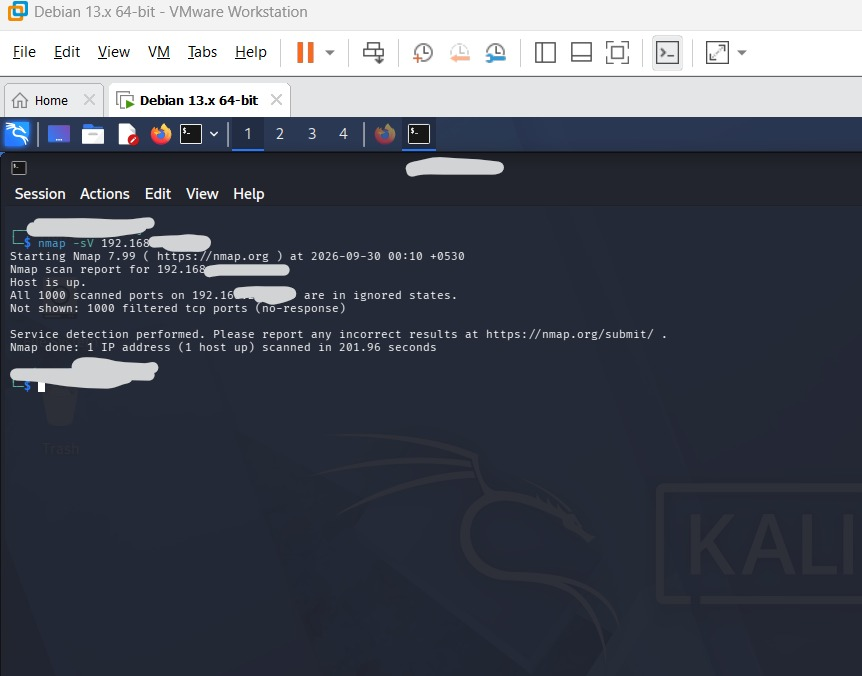 Debian 13.x 64-bit - VMware Workstation
File Edit View VM Tabs Help
Home Debian 13.x 64-bit
1 2 3 4
Session Actions Edit View Help
$ nmap -sV 192.168
Starting Nmap 7.99 ( https://nmap.org ) at 2026-09-30 00:10 +0530
Nmap scan report for 192.168
Host is up.
All 1000 scanned ports on 192.16 are in ignored states.
Not shown: 1000 filtered tcp ports (no-response)
Service detection performed. Please report any incorrect results at https://nmap.org/submit/ .
Nmap done: 1 IP address (1 host up) scanned in 201.96 seconds
$
Trash
KALI